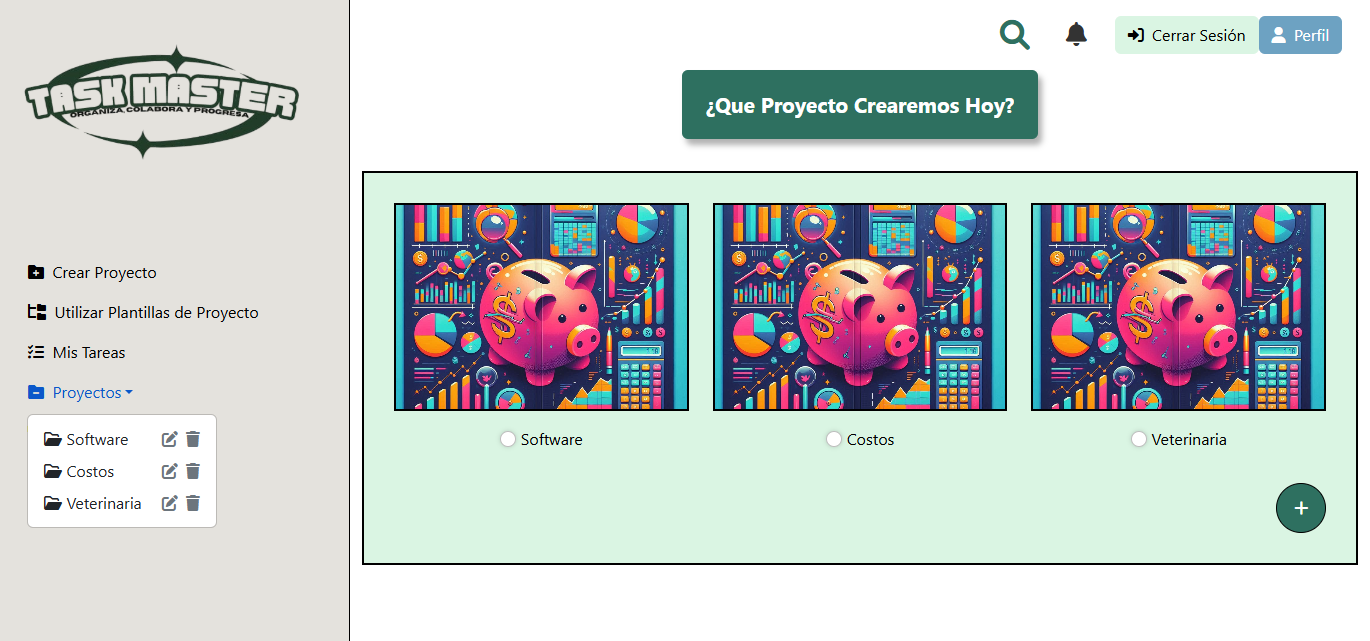 TASK MASTER
ORGANIZA, COLABORA Y PROGRESA
Cerrar Sesión
Perfil
¿Que Proyecto Crearemos Hoy?
Crear Proyecto
Utilizar Plantillas de Proyecto
Mis Tareas
Proyectos
Software
Costos
Veterinaria
$
$
$
Software
Costos
Veterinaria
+